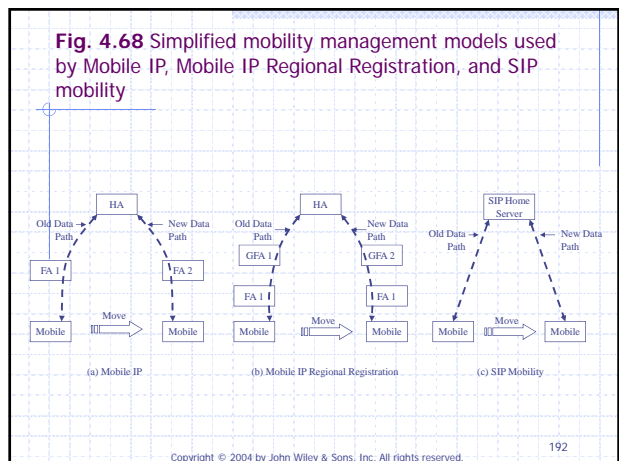 Fig. 4.68 Simplified mobility management models used
by Mobile IP, Mobile IP Regional Registration, and SIP
mobility
HA
Old Data
Path
New Data
Path
FA 1
FA 2
Mobile
Move
Mobile
(a) Mobile IP
HA
Old Data
Path
New Data
Path
GFA 1
GFA 2
FA 1
FA 1
Mobile
Move
Mobile
(b) Mobile IP Regional Registration
SIP Home
Server
Old Data
Path
New Data
Path
Mobile
Move
Mobile
(c) SIP Mobility
192
Copyright © 2004 by John Wiley & Sons, Inc. All rights reserved.